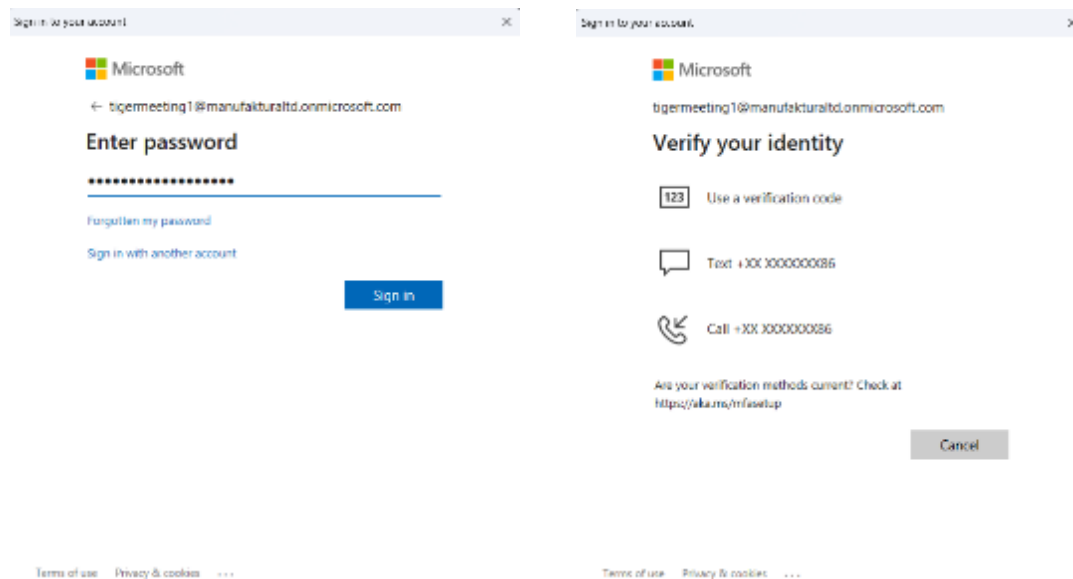 Sign in to your account
Microsoft
← tigermeeting1@manufakturaltd.onmicrosoft.com
Enter password
••••••••••••••••••
Forgotten my password
Sign in with another account
Sign in
Terms of use Privacy & cookies ...
Sign in to your account
Microsoft
tigermeeting1@manufakturaltd.onmicrosoft.com
Verify your identity
123 Use a verification code
Text +XX XXXXXXXX86
Call +XX XXXXXXXX86
Are your verification methods current? Check at
https://aka.ms/mfasetup
Cancel
Terms of use Privacy & cookies ...